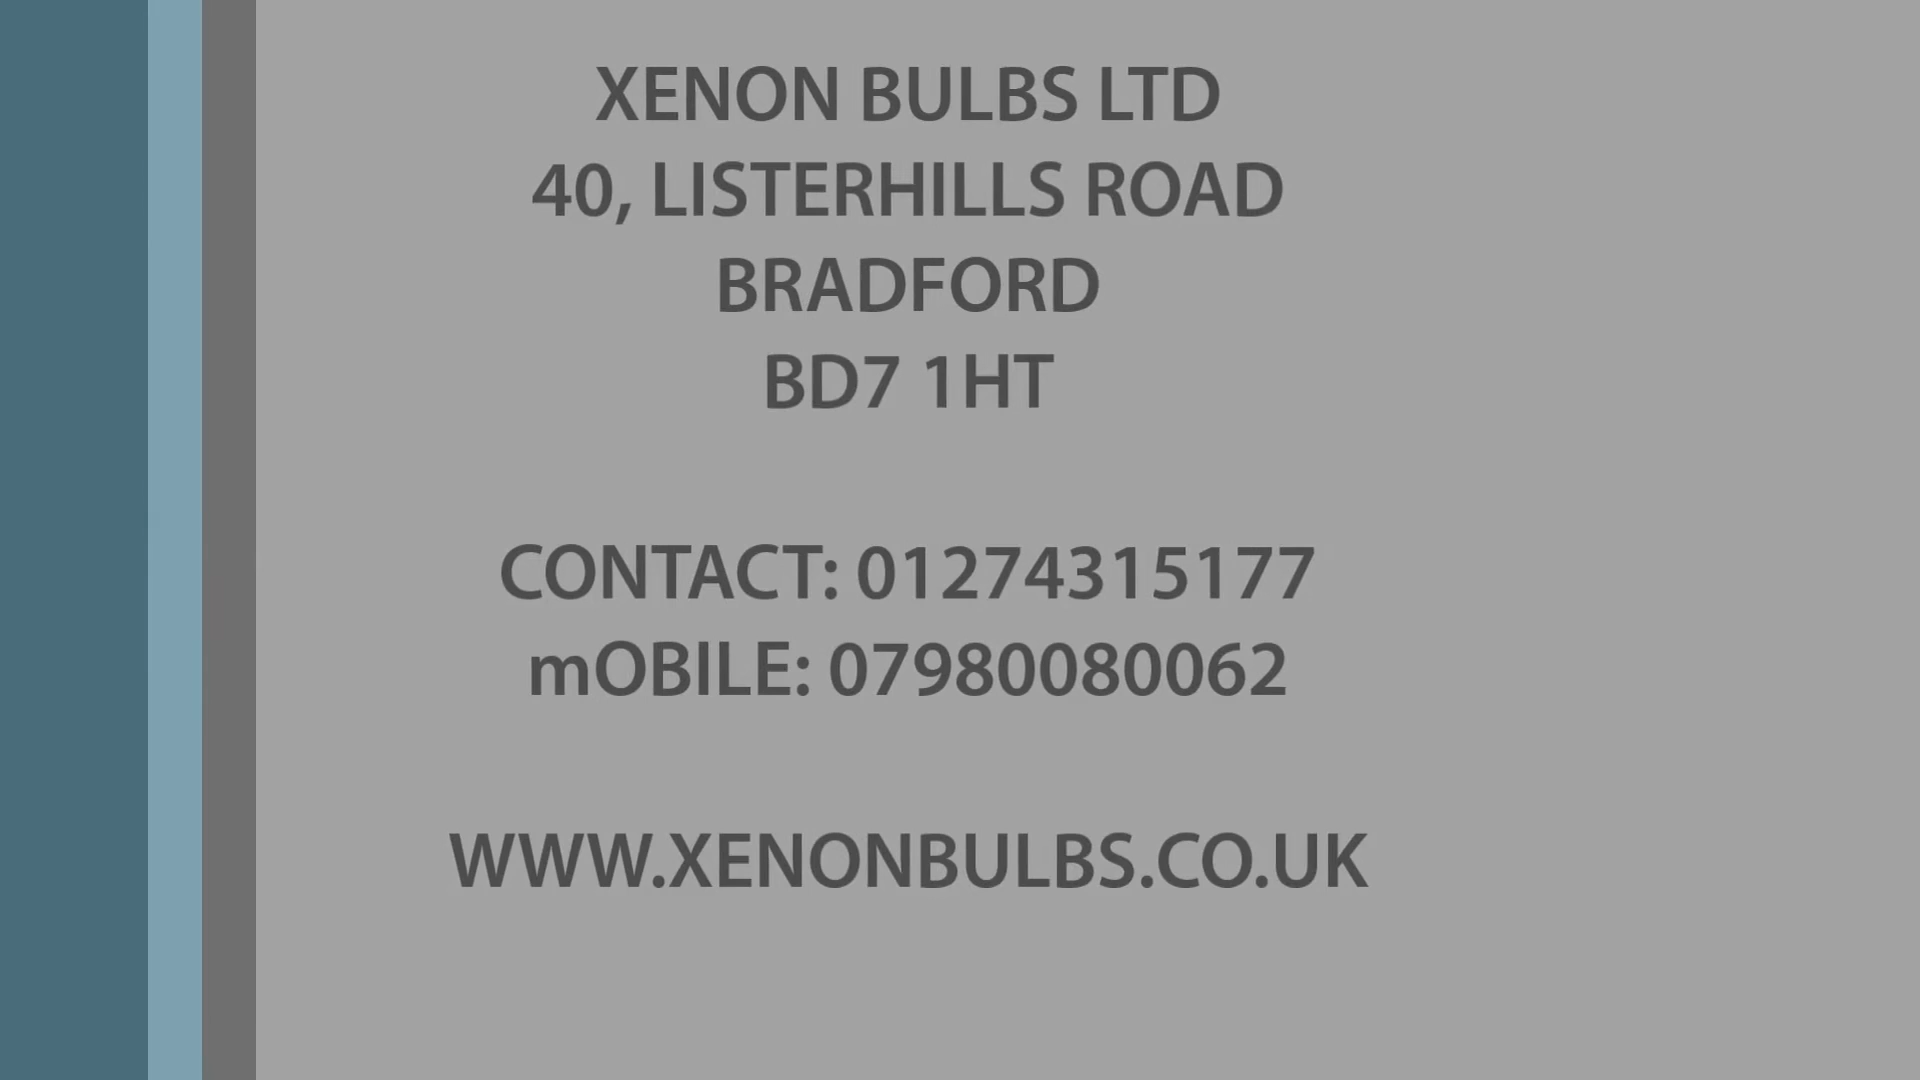 XENON BULBS LTD
40, LISTERHILLS ROAD
BRADFORD
BD7 1HT
CONTACT: 01274315177
mOBILE: 07980080062
WWW.XENONBULBS.CO.UK